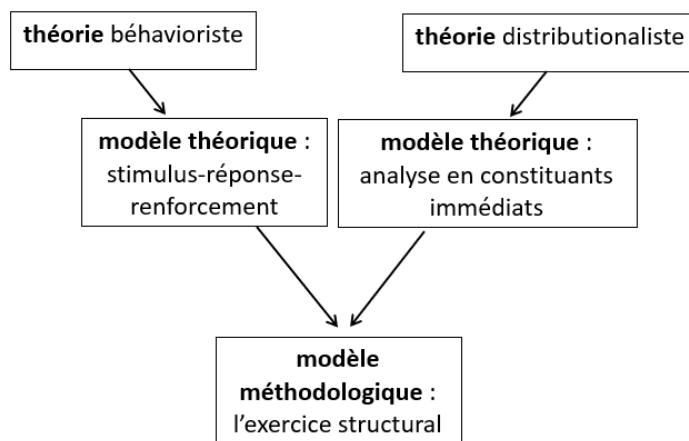 théorie béhavioriste
théorie distributionaliste
modèle théorique :
stimulus-réponse-
renforcement
modèle théorique :
analyse en constituants
immédiats
modèle
méthodologique :
l’exercice structural